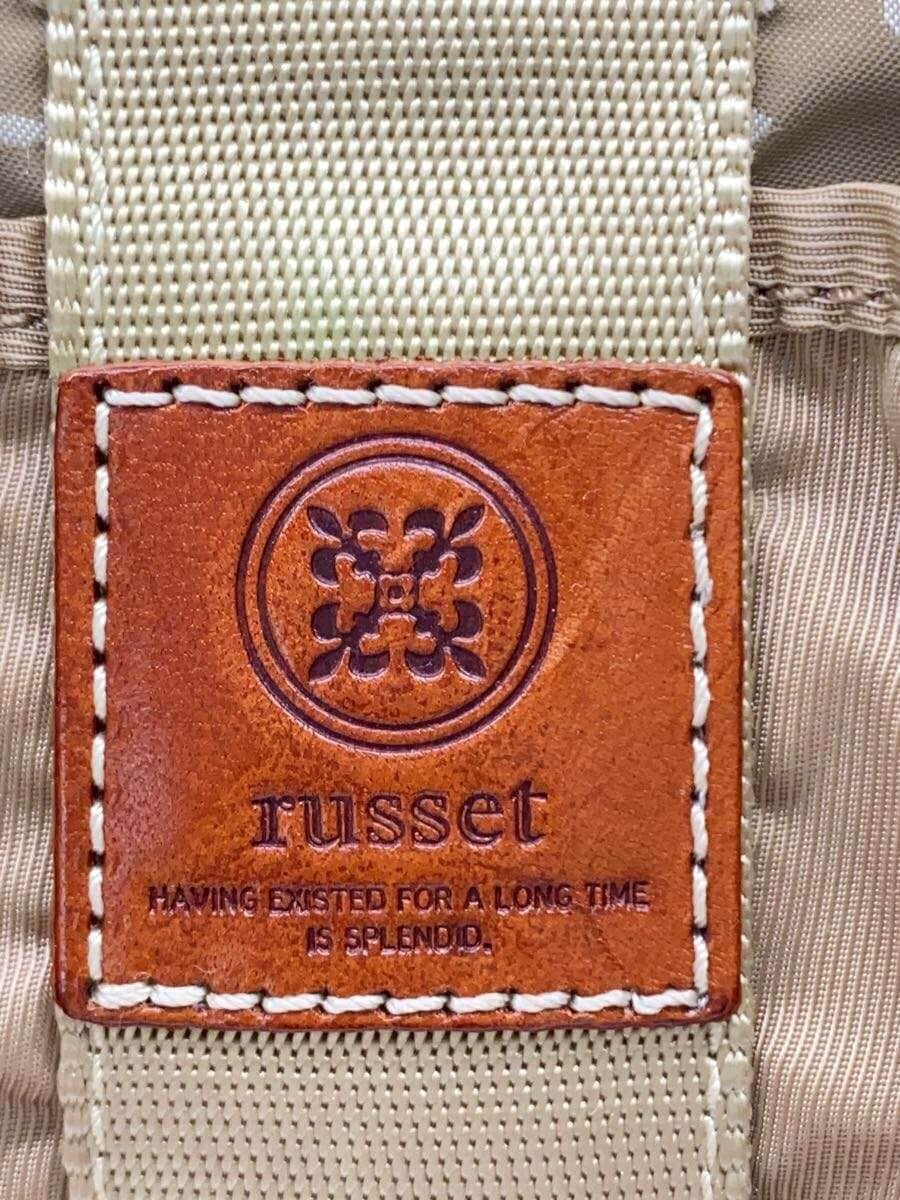 russet
HAVING EXISTED FOR A LONG TIME
IS SPLENDID.